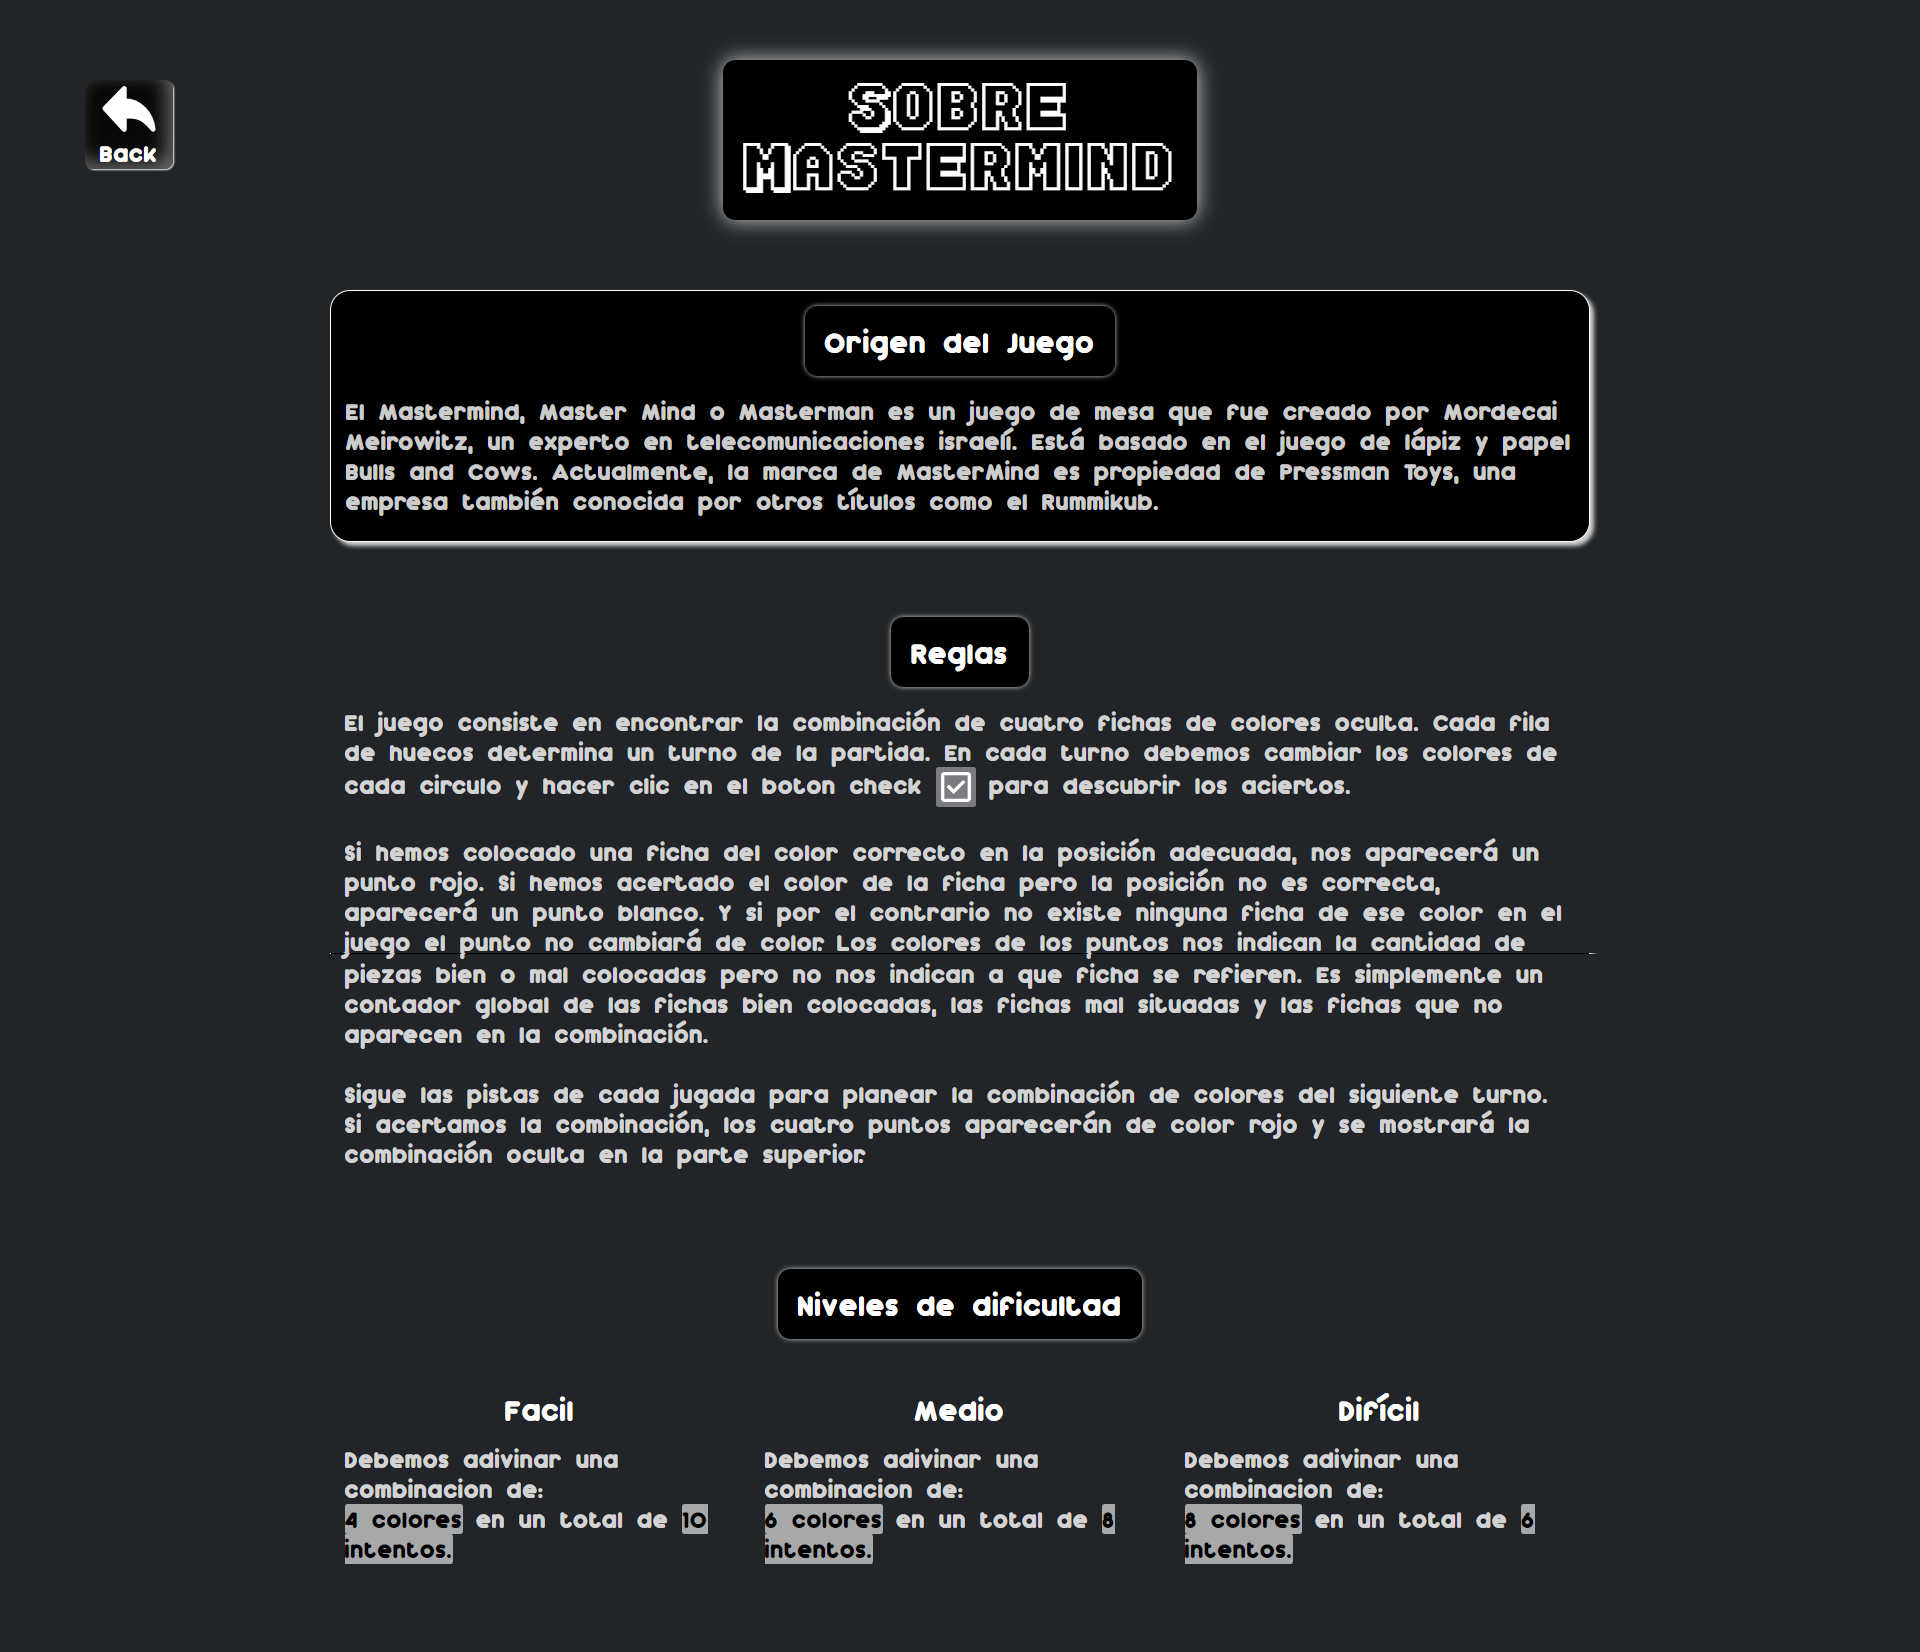 Back
SOBRE
MASTERMIND
Origen del Juego
El Mastermind, Master Mind o Masterman es un juego de mesa que fue creado por Mordecai
Meirowitz, un experto en telecomunicaciones israelí. Está basado en el juego de lápiz y papel
Bulls and Cows. Actualmente, la marca de MasterMind es propiedad de Pressman Toys, una
empresa también conocida por otros títulos como el Rummikub.
Reglas
El juego consiste en encontrar la combinación de cuatro fichas de colores oculta. Cada fila
de huecos determina un turno de la partida. En cada turno debemos cambiar los colores de
cada circulo y hacer clic en el boton check para descubrir los aciertos.
Si hemos colocado una ficha del color correcto en la posición adecuada, nos aparecerá un
punto rojo. Si hemos acertado el color de la ficha pero la posición no es correcta,
aparecerá un punto blanco. Y si por el contrario no existe ninguna ficha de ese color en el
juego el punto no cambiará de color. Los colores de los puntos nos indican la cantidad de
piezas bien o mal colocadas pero no nos indican a que ficha se refieren. Es simplemente un
contador global de las fichas bien colocadas, las fichas mal situadas y las fichas que no
aparecen en la combinación.
Sigue las pistas de cada jugada para planear la combinación de colores del siguiente turno.
Si acertamos la combinación, los cuatro puntos aparecerán de color rojo y se mostrará la
combinación oculta en la parte superior.
Niveles de dificultad
Facil
Debemos adivinar una
combinacion de:
4 colores en un total de 10
intentos.
Medio
Debemos adivinar una
combinacion de:
6 colores en un total de 8
intentos.
Difícil
Debemos adivinar una
combinacion de:
8 colores en un total de 6
intentos.